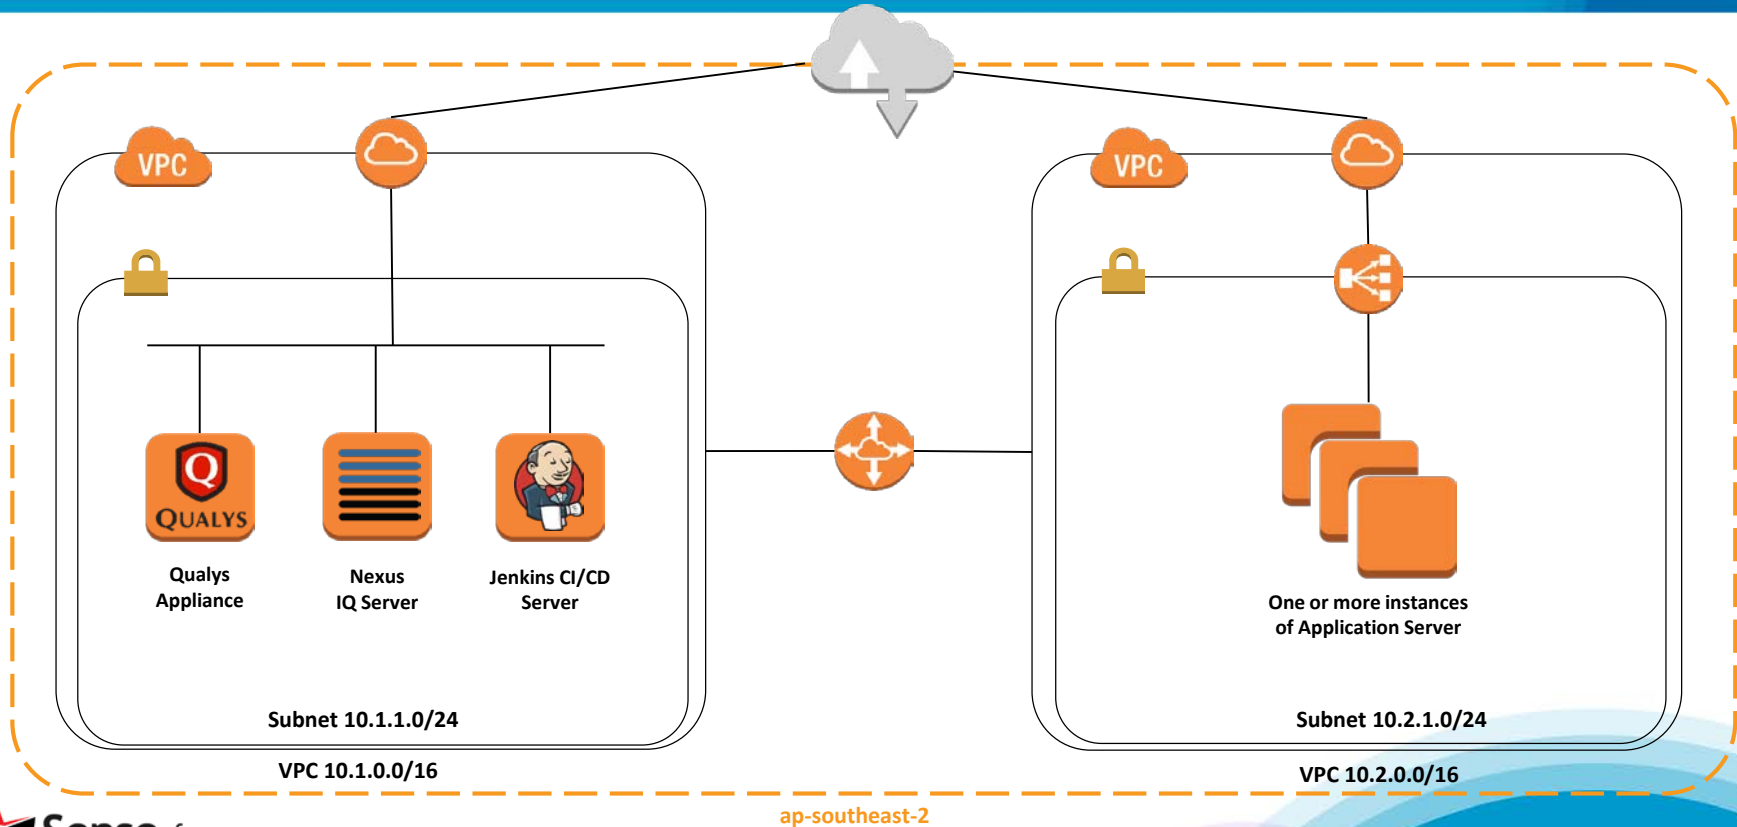 VPC
VPC
Q
QUALYS
Qualys
Appliance
Nexus
IQ Server
Jenkins CI/CD
Server
One or more instances
of Application Server
Subnet 10.1.1.0/24
Subnet 10.2.1.0/24
VPC 10.1.0.0/16
VPC 10.2.0.0/16
ap-southeast-2